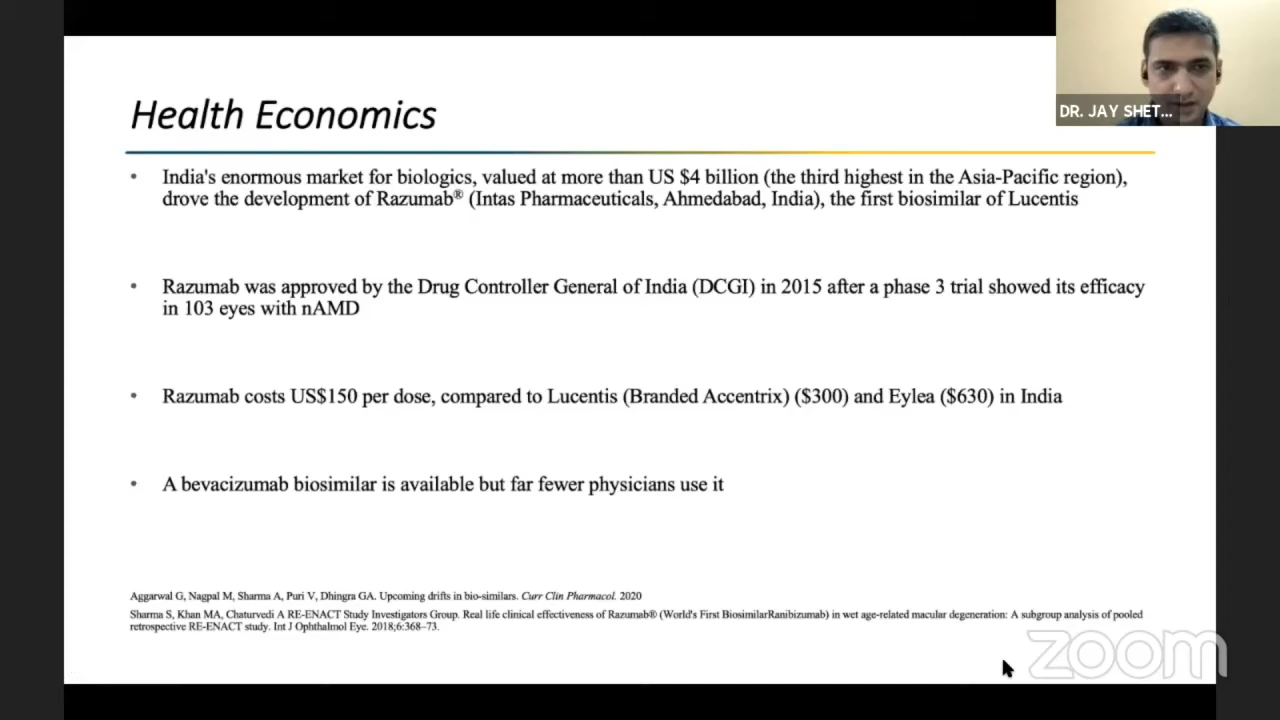 DR. JAY SHET...
Health Economics
• India's enormous market for biologics, valued at more than US $4 billion (the third highest in the Asia-Pacific region),
drove the development of Razumab® (Intas Pharmaceuticals, Ahmedabad, India), the first biosimilar of Lucentis
• Razumab was approved by the Drug Controller General of India (DCGI) in 2015 after a phase 3 trial showed its efficacy
in 103 eyes with nAMD
• Razumab costs US$150 per dose, compared to Lucentis (Branded Accentrix) ($300) and Eylea ($630) in India
• A bevacizumab biosimilar is available but far fewer physicians use it
Aggarwal G, Nagpal M, Sharma A, Puri V, Dhingra GA. Upcoming drifts in bio-similars. Curr Clin Pharmacol. 2020
Sharma S, Khan MA, Chaturvedi A RE-ENACT Study Investigators Group. Real life clinical effectiveness of Razumab® (World's First BiosimilarRanibizumab) in wet age-related macular degeneration: A subgroup analysis of pooled
retrospective RE-ENACT study. Int J Ophthalmol Eye. 2018;6:368–73.
zoom